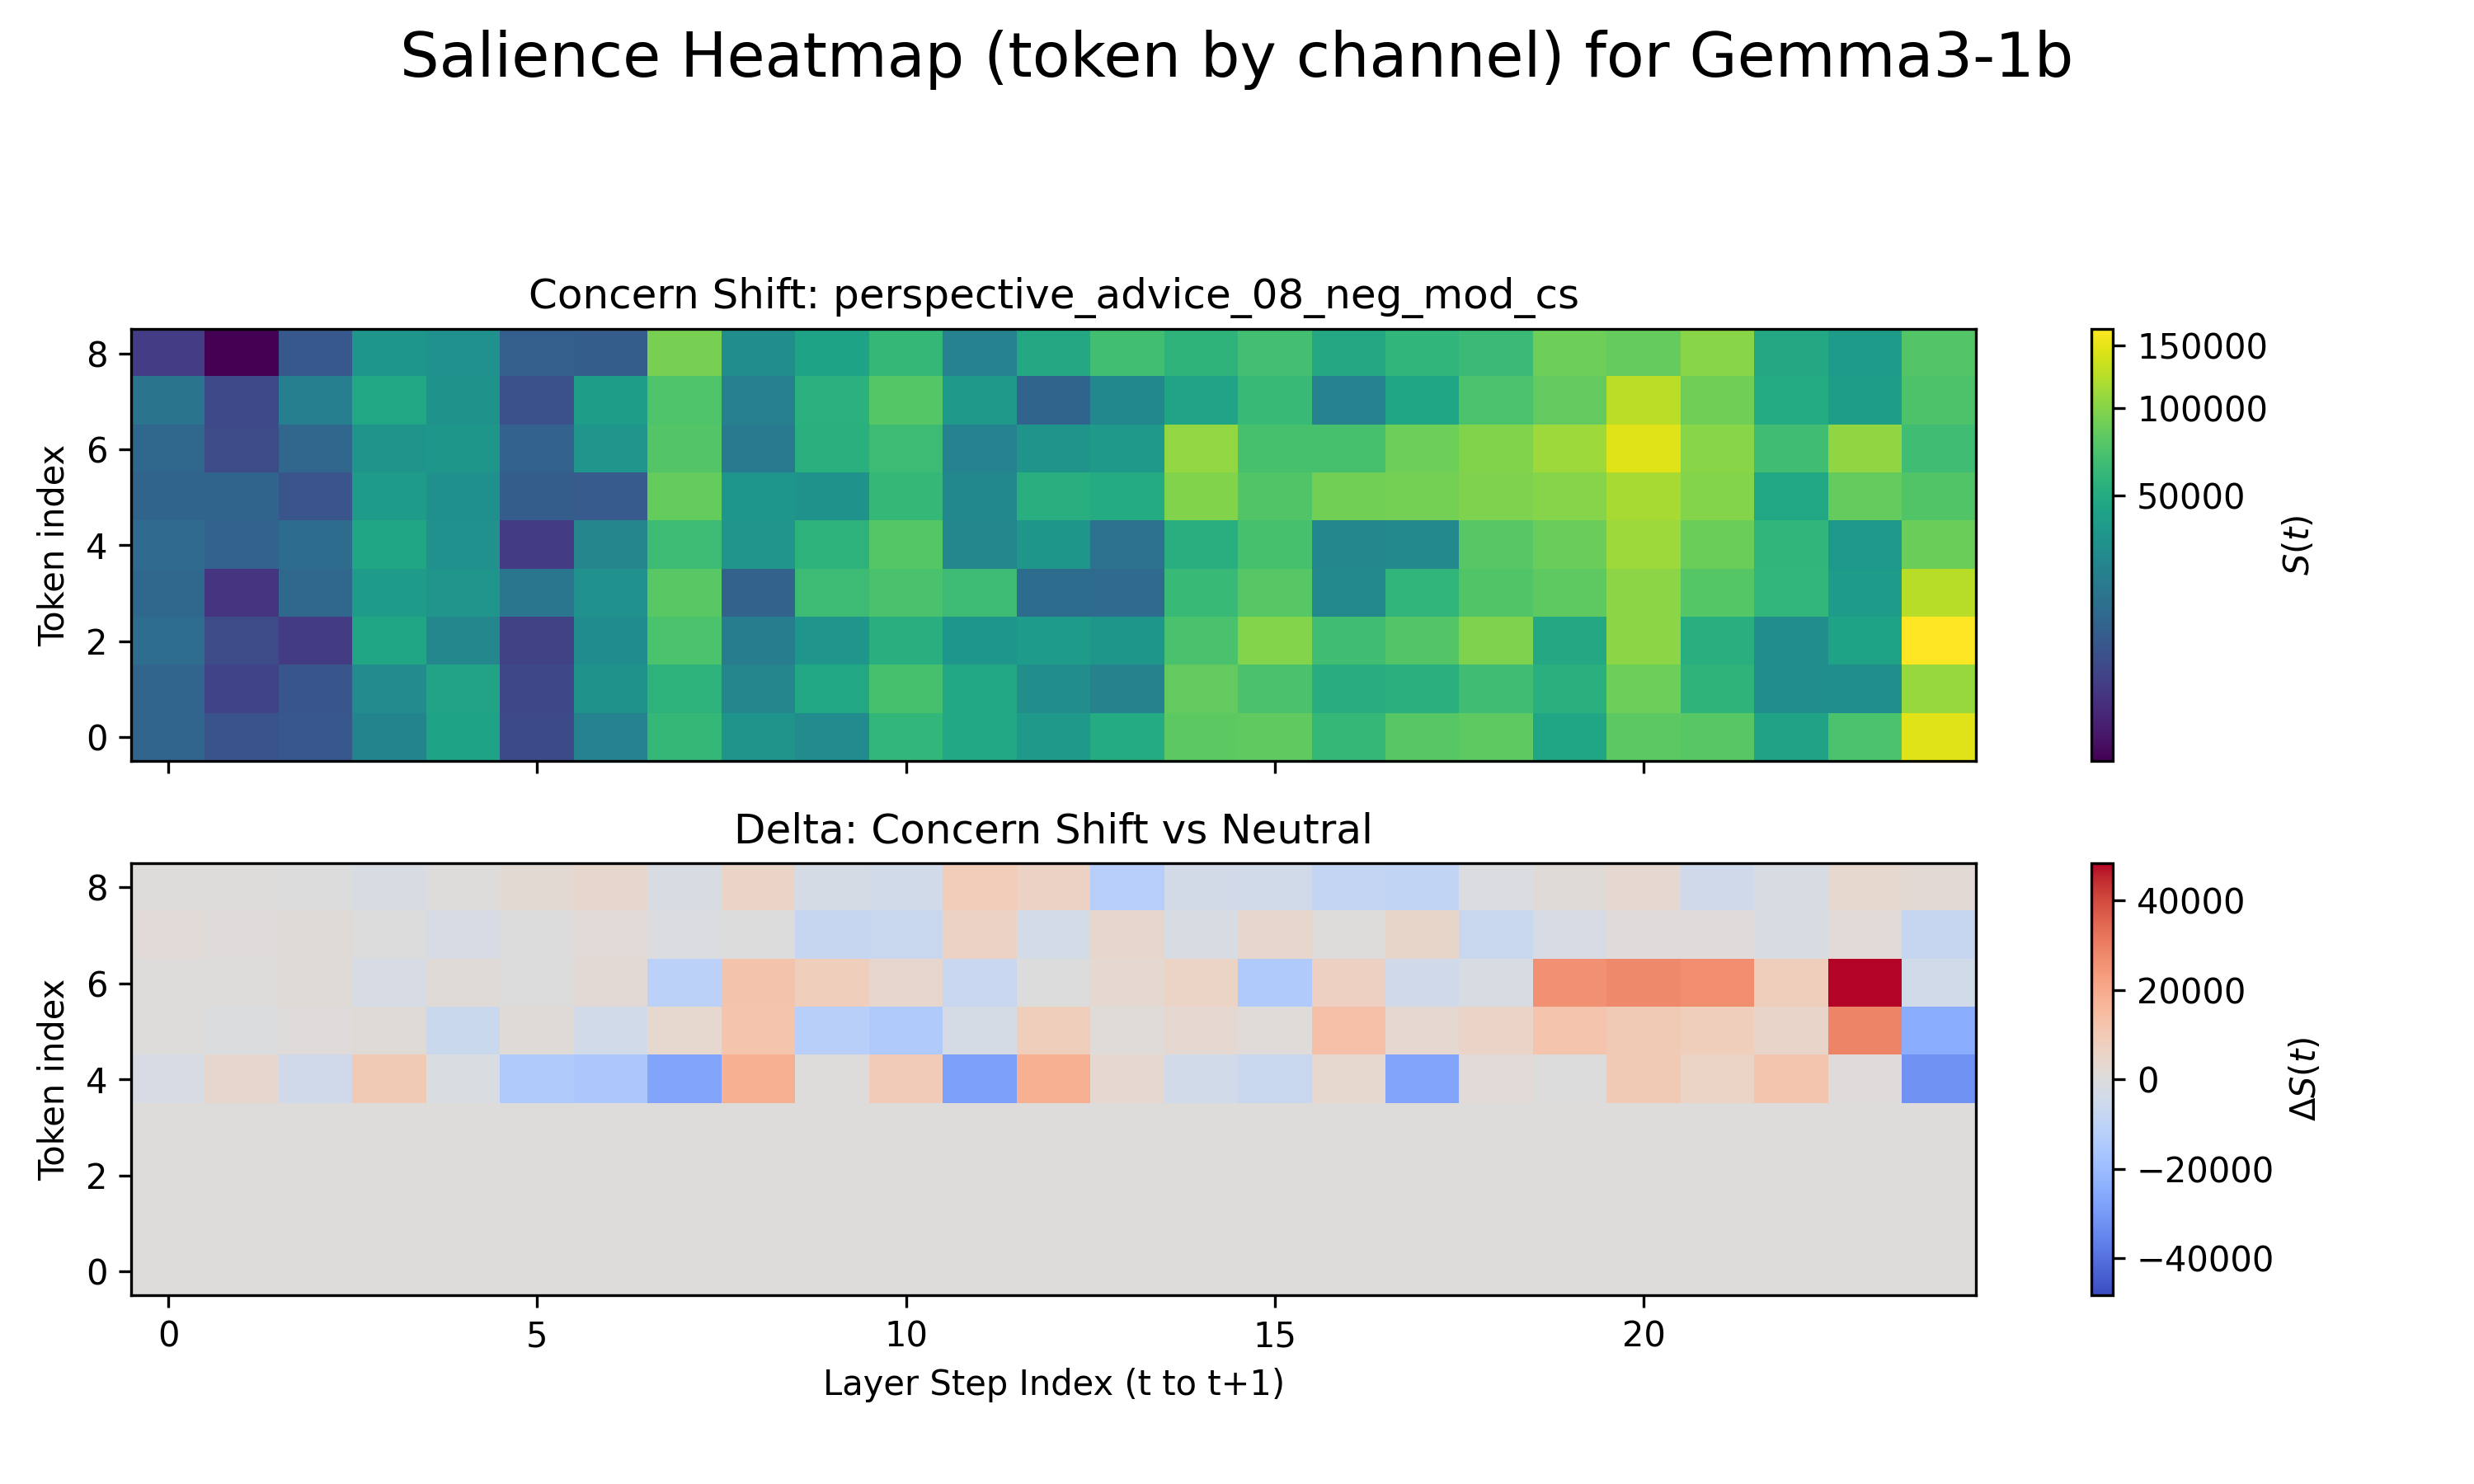 Salience Heatmap (token by channel) for Gemma3-1b
Concern Shift: perspective_advice_08_neg_mod_cs
8
6
4
2
0
Token index
150000
100000
50000
S(t)
Delta: Concern Shift vs Neutral
8
6
4
2
0
Token index
0
5
10
15
20
Layer Step Index (t to t+1)
40000
20000
0
−20000
−40000
ΔS(t)